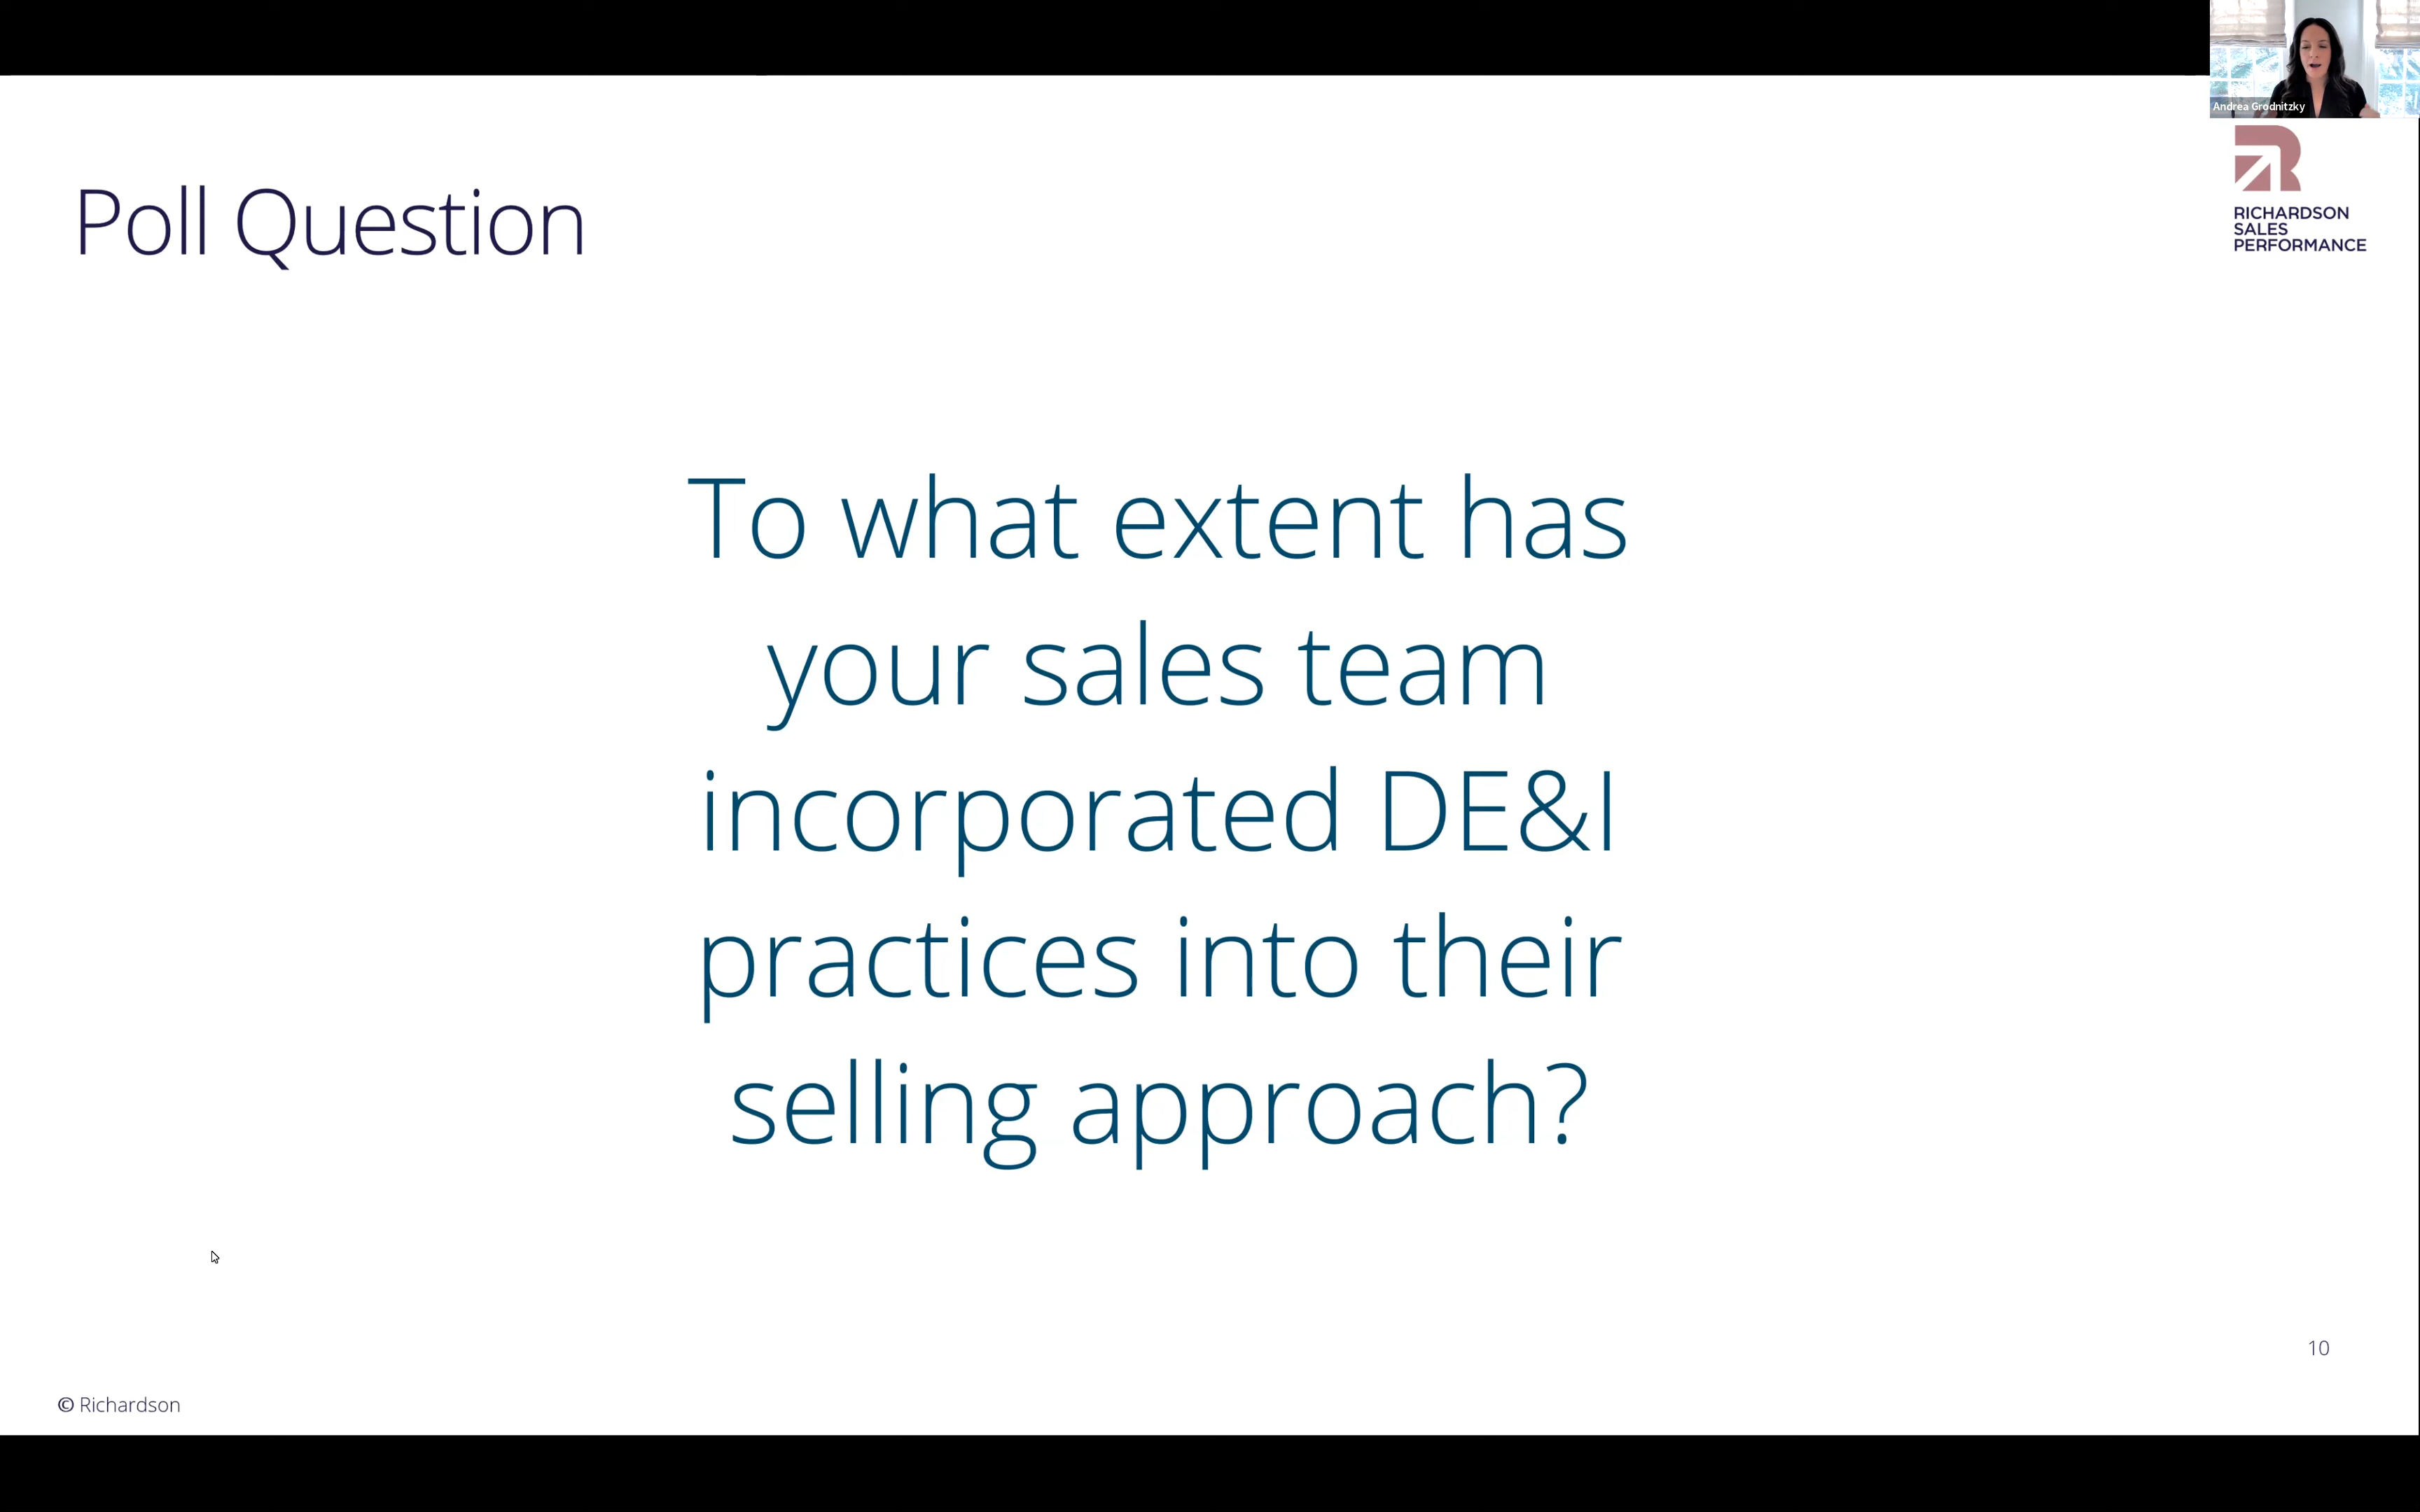 Andrea Grodnitzky
RICHARDSON
SALES
PERFORMANCE
Poll Question
To what extent has
your sales team
incorporated DE&I
practices into their
selling approach?
10
© Richardson